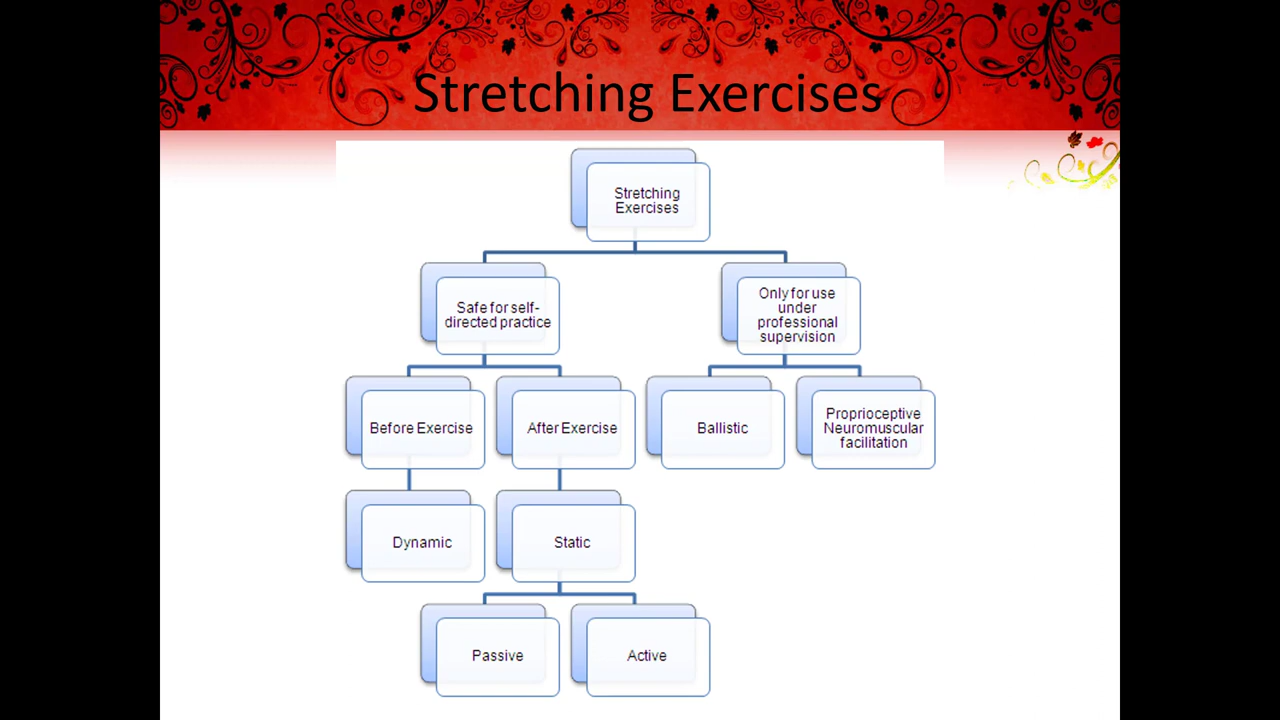 Stretching Exercises
Stretching
Exercises
Safe for self-
directed practice
Only for use
under
professional
supervision
Before Exercise
After Exercise
Ballistic
Proprioceptive
Neuromuscular
facilitation
Dynamic
Static
Passive
Active